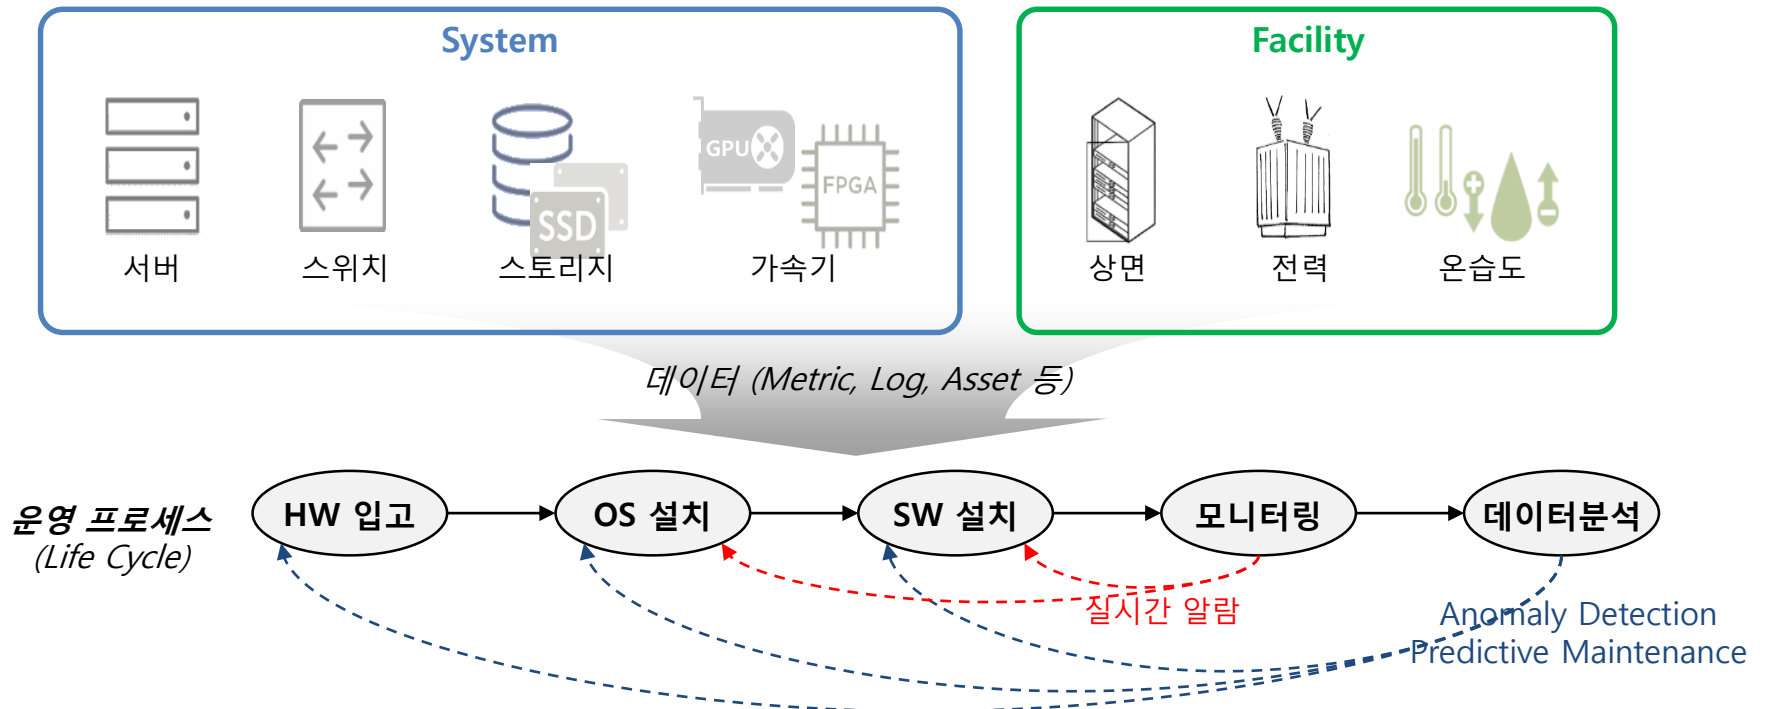 System
Facility
GPU
FPGA
SSD
서버
스위치
스토리지
가속기
상면
전력
온습도
데이터 (Metric, Log, Asset 등)
운영 프로세스
(Life Cycle)
HW 입고
OS 설치
SW 설치
모니터링
데이터분석
실시간 알람
Anomaly Detection
Predictive Maintenance